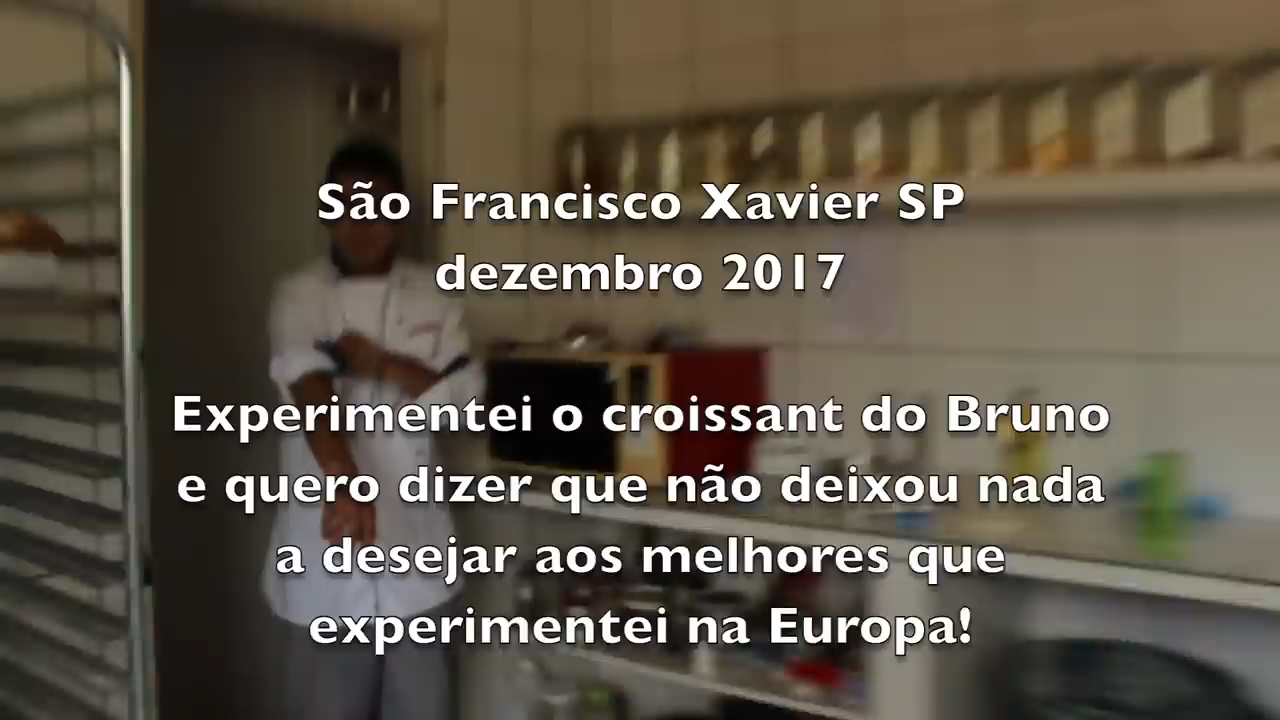 São Francisco Xavier SP
dezembro 2017
Experimentei o croissant do Bruno
e quero dizer que não deixou nada
a desejar aos melhores que
experimentei na Europa!